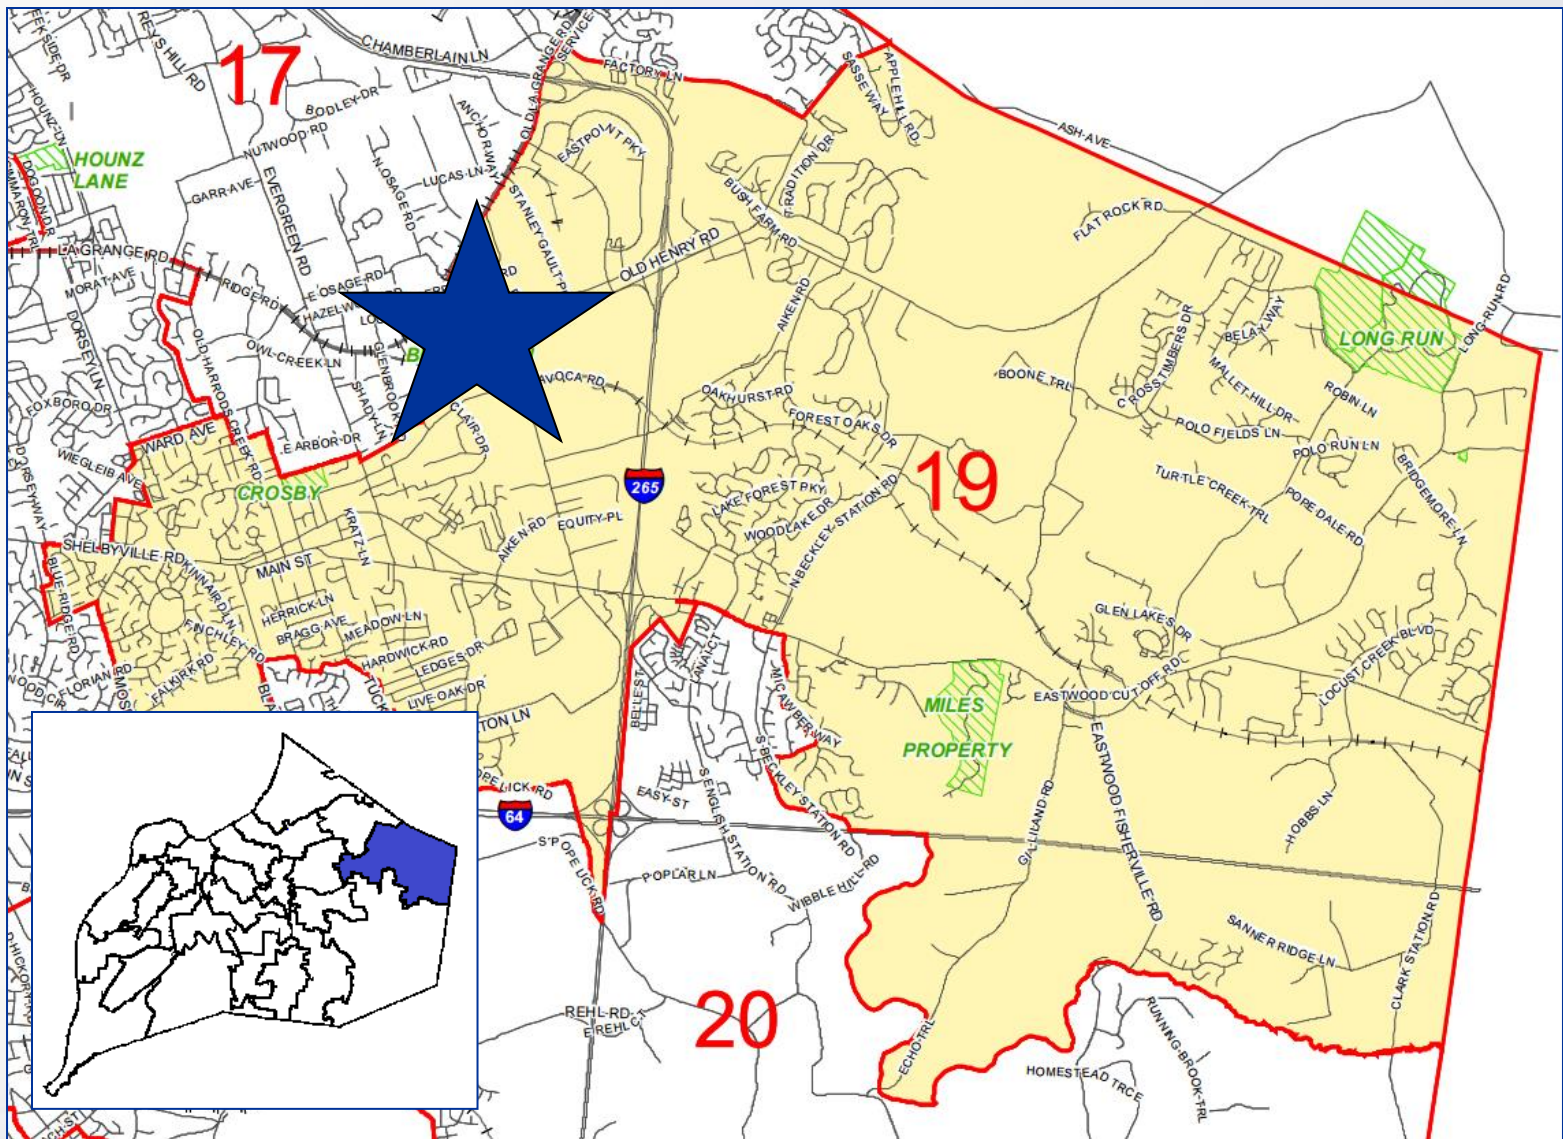 17
CHAMBERLAIN LN
FACTORY LN
SASSE WAY
APPLE HILL RD
ASH AVE
BODLEY DR
ANCHOR WAY
NUTWOOD RD
HOUNZ LN
HOUNZ
LANE
LUCAS LN
N OSAGE RD
GARR AVE
EVERGREEN RD
EASTPOINT PKY
TRADITION DR
BUSH FARM RD
FLAT ROCK RD
OLD HENRY RD
LA GRANGE RD
RIDGE RD
E OSAGE RD
MORAT AVE
DORSEY LN
AIKEN RD
LONG RUN RD
LONG RUN
BELAY WAY
CROSSTIMBERS DR
OWL CREEK LN
OLD HARRODS CREEK RD
SHADY LN
AVOCA RD
OAKHURST RD
BOONE TRL
MALLET HILL DR
ROBIN LN
FOXBORO DR
WARD AVE
E ARBOR DR
CLAIR DR
FOREST OAKS DR
POLO FIELDS LN
POLO RUN LN
WIEGLEIB AVE
CROSBY
265
19
LAKE FOREST PKY
WOODLAKE DR
N BECKLEY STATION RD
TURTLE CREEK TRL
POPE DALE RD
BRIDGEMORE LN
KRATZ LN
AIKEN RD
EQUITY PL
SHELBYVILLE RD
MAIN ST
KINNAIRD LN
BLUE RIDGE RD
HERRICK LN
BRAGG AVE
MEADOW LN
FINCHLEY RD
HARDWICK RD
LEDGES DR
FALKIRK RD
FLORIAN RD
LIVE OAK DR
GLEN LAKES DR
LOCUST CREEK BLVD
EASTWOOD CUT OFF RD
MILES
PROPERTY
MICAWBER WAY
S BECKLEY STATION RD
S ENGLISH STATION RD
EASY ST
64
S POPE LICK RD
POPLAR LN
WIBBLE HILL RD
GILLILAND RD
EASTWOOD FISHERVILLE RD
HOBBS LN
SANNER RIDGE LN
CLARK STATION RD
20
REHL RD
E REHL CT
ECHO TRL
HOMESTEAD TRCE
RUNNING BROOK TRL